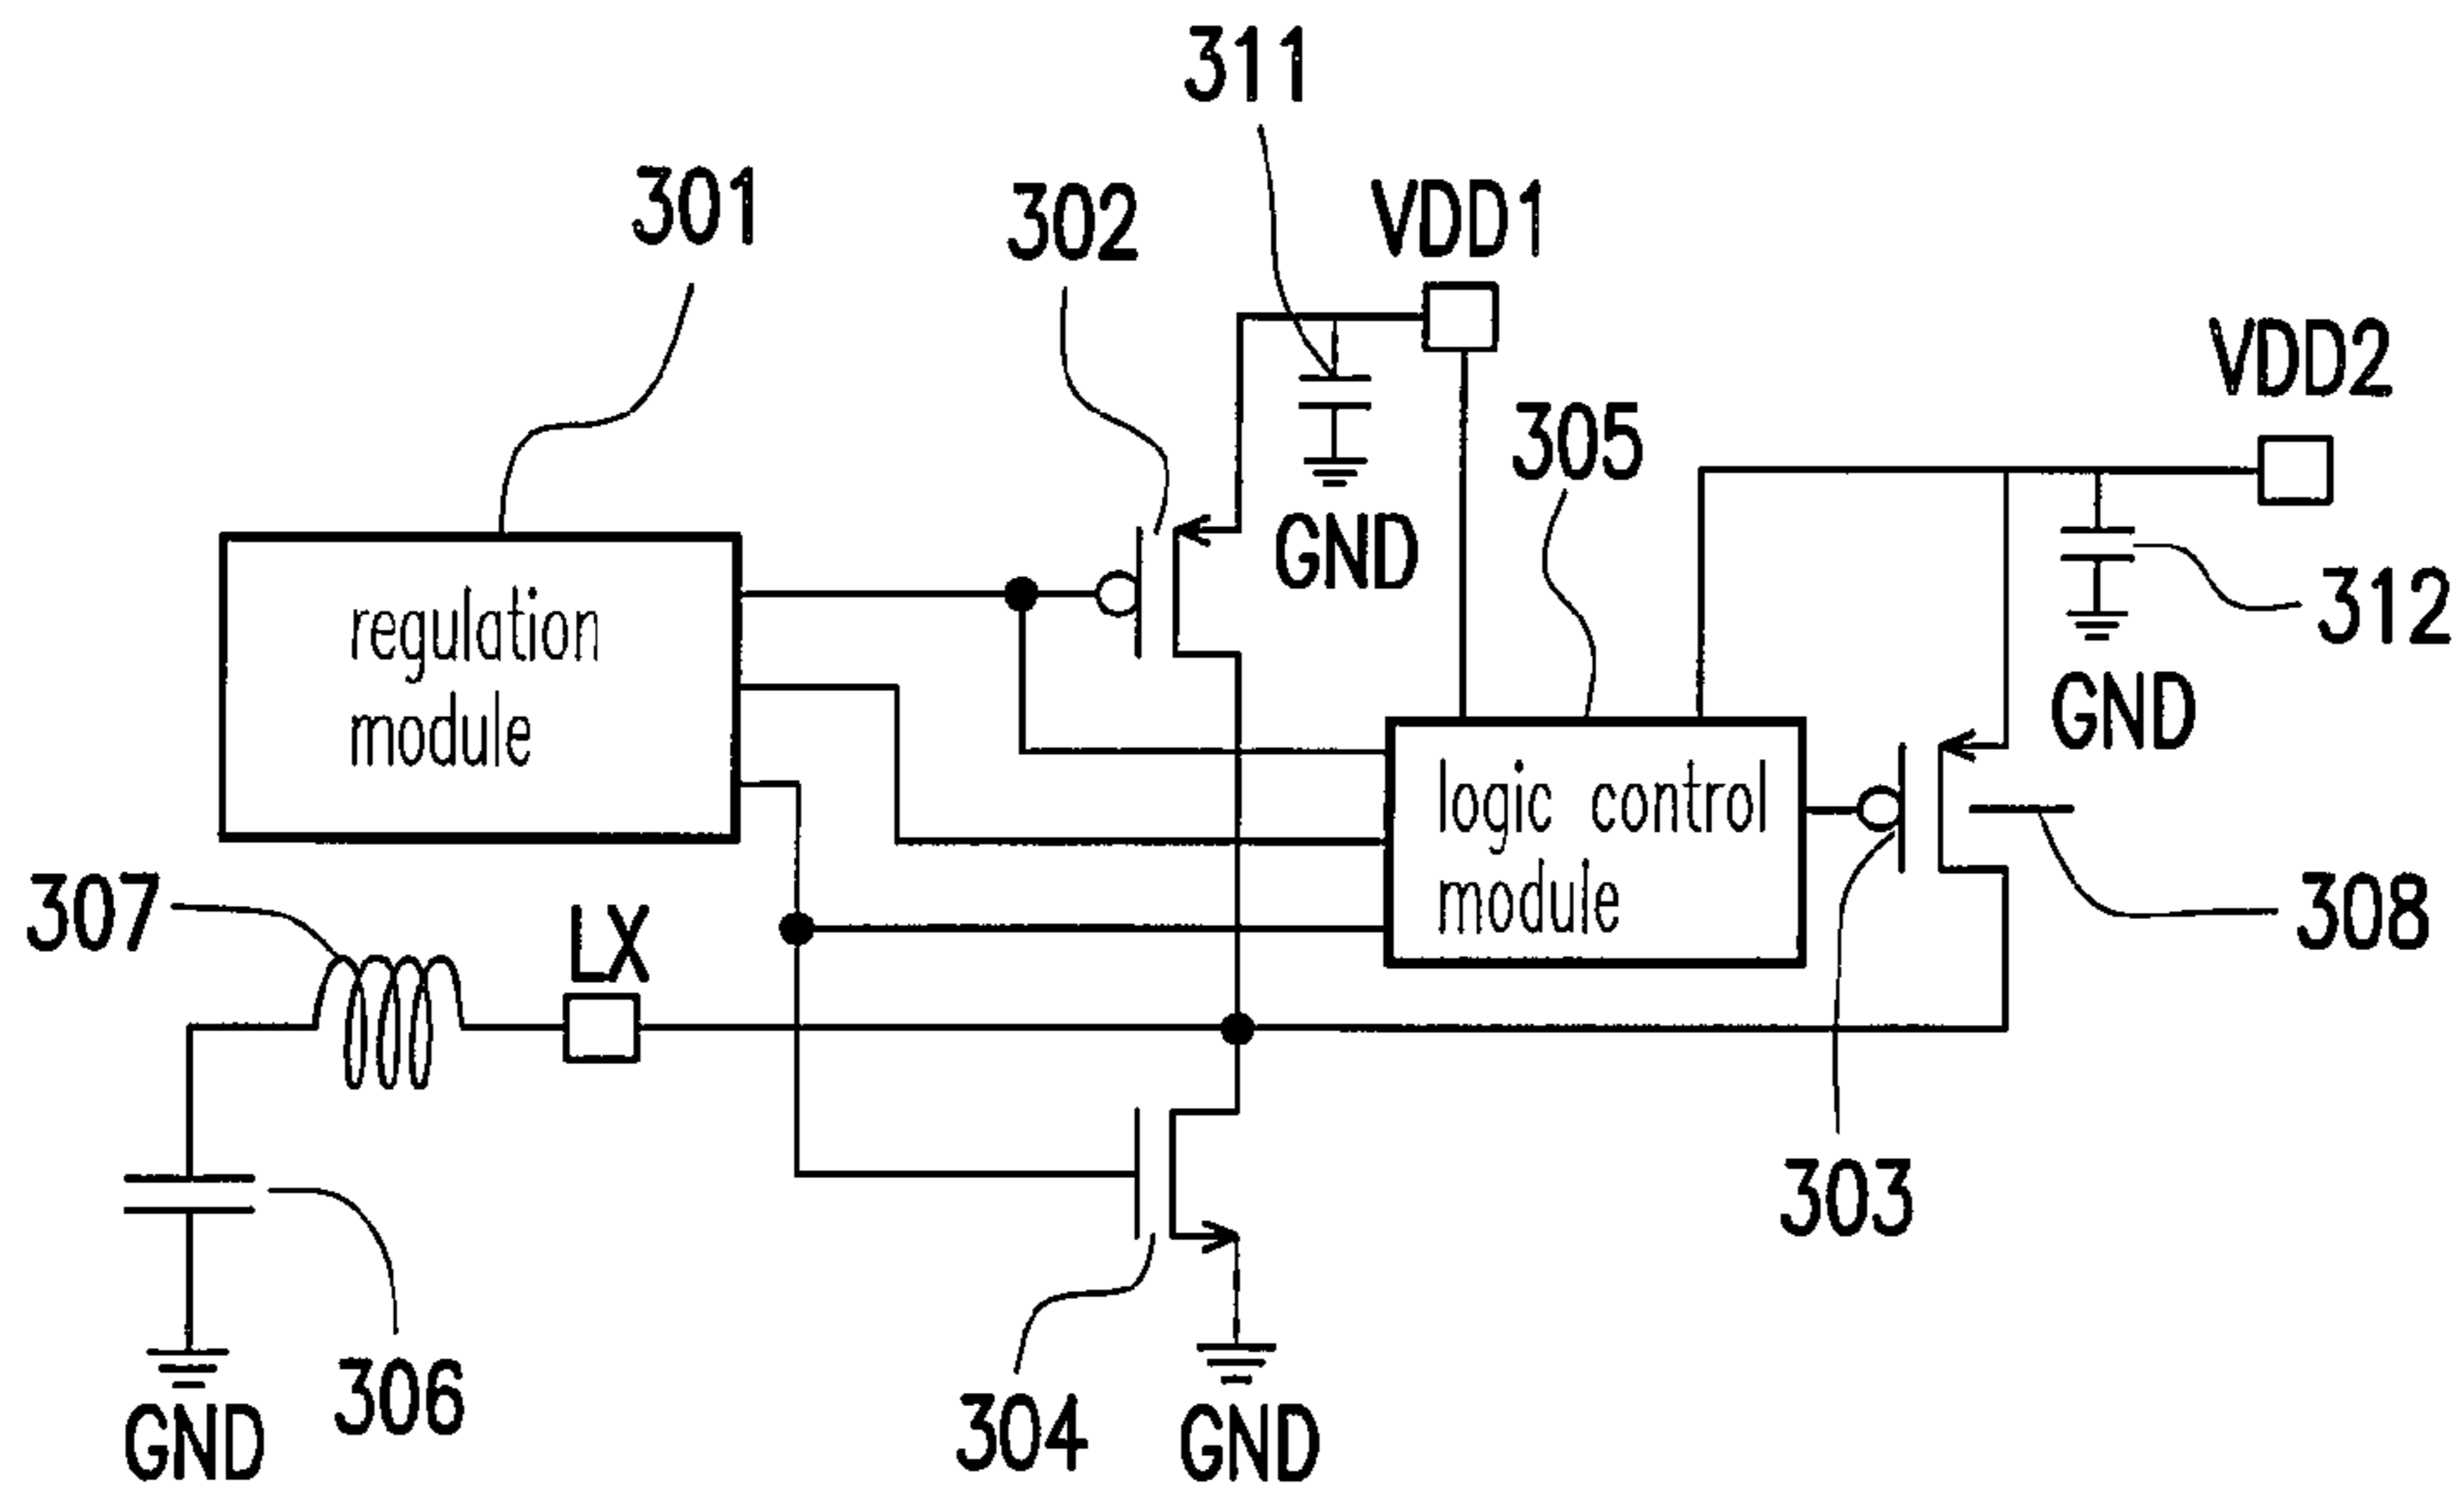 311
301
302
VDD1
VDD2
305
312
GND
regulation
module
GND
logic control
module
307
LX
308
303
306
304
GND
GND